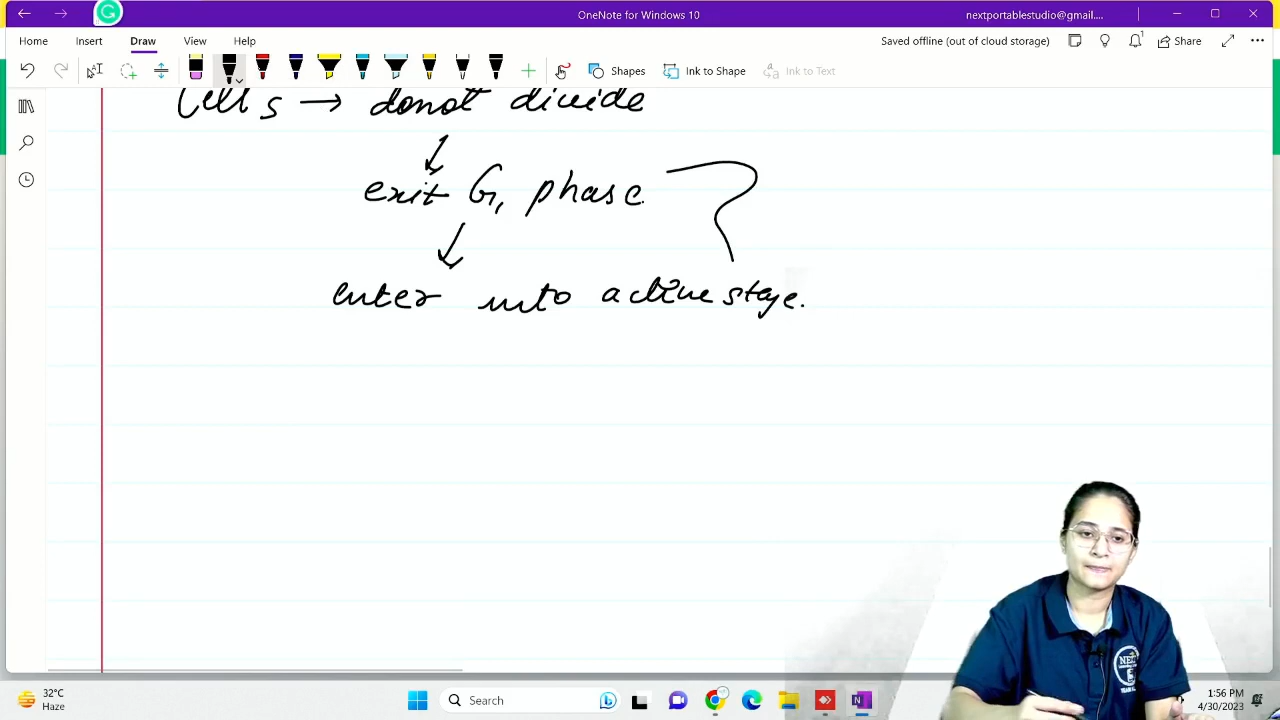 OneNote for Windows 10
nextportablestudio@gmail....
Home Insert Draw View Help
Saved offline (out of cloud storage)
Share
Shapes
Ink to Shape
Ink to Text
Cells → donot divide
exit G1 phase
enter into active stage.
32°C
Haze
Search
1:56 PM
4/30/2023